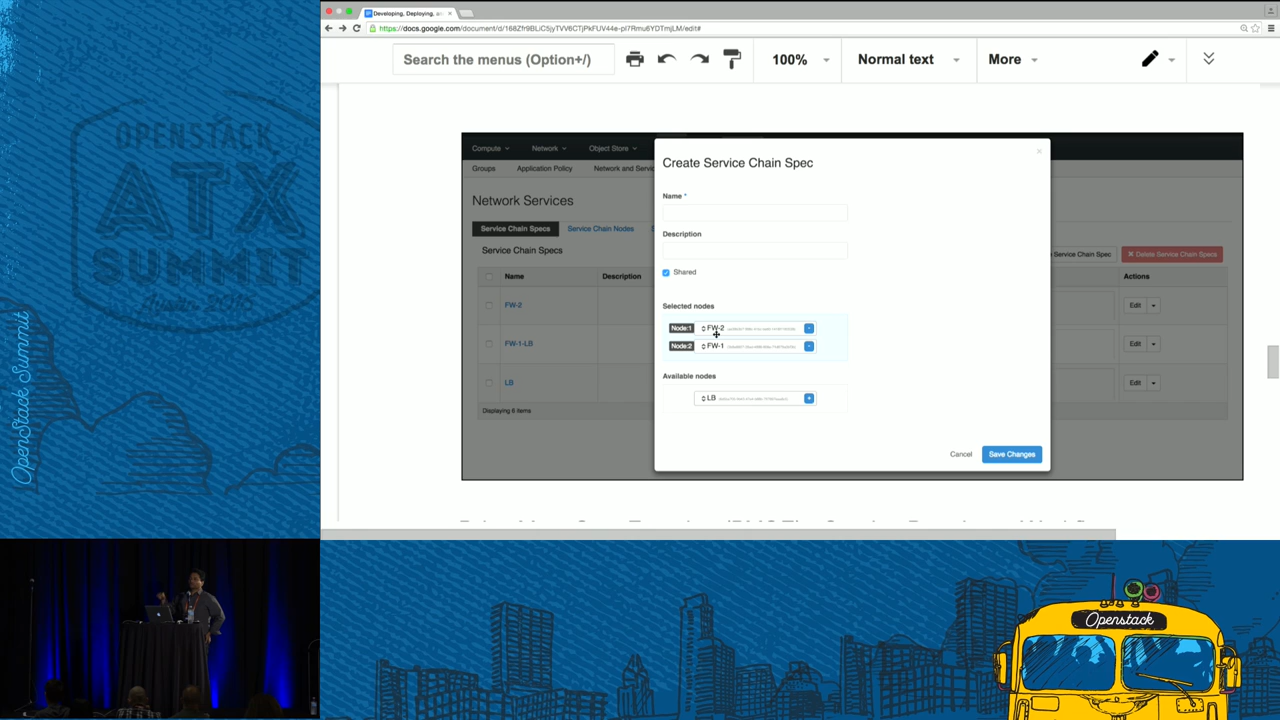 OPENSTACK
ATX
SUMMIT
Austin
OpenStack Summit
Developing, Deploying, an
https://docs.google.com/document/d/
/edit#
Search the menus (Option+/)
100%
Normal text
More
Compute
Network
Object Store
Groups
Application Policy
Network and Servic
Network Services
Service Chain Specs
Service Chain Nodes
S
Service Chain Specs
e Service Chain Spec
Delete Service Chain Specs
Name
Description
Actions
FW-2
Edit
FW-1-LB
Edit
LB
Edit
Displaying 6 items
Create Service Chain Spec
×
Name *
Description
Shared
Selected nodes
Node:1
FW-2
Node:2
FW-1
Available nodes
LB
Cancel
Save Changes
Openstack